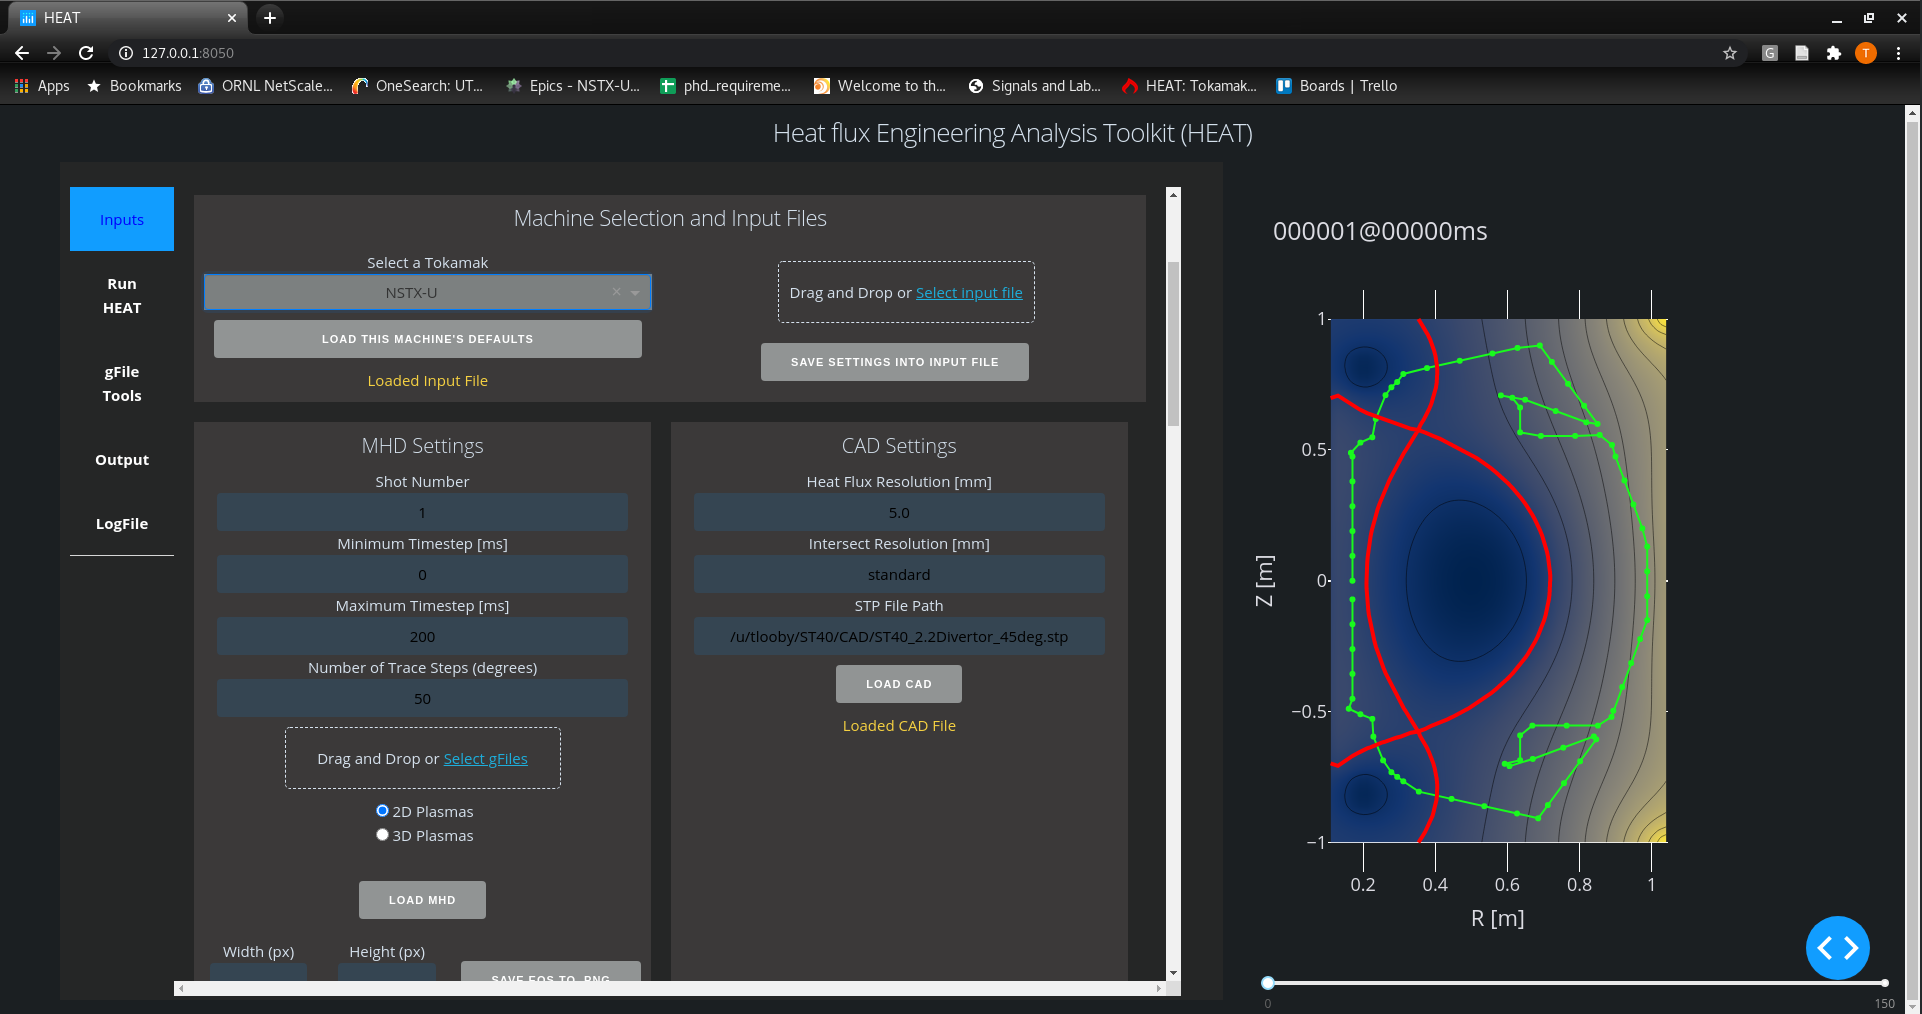 HEAT
127.0.0.1:8050
G
T
Apps
Bookmarks
ORNL NetScale...
OneSearch: UT...
Epics - NSTX-U...
phd_requireme...
Welcome to th...
Signals and Lab...
HEAT: Tokamak...
Boards | Trello
Heat flux Engineering Analysis Toolkit (HEAT)
Inputs
Run
HEAT
gFile
Tools
Output
LogFile
Machine Selection and Input Files
Select a Tokamak
NSTX-U
LOAD THIS MACHINE'S DEFAULTS
Loaded Input File
Drag and Drop or Select input file
SAVE SETTINGS INTO INPUT FILE
MHD Settings
Shot Number
1
Minimum Timestep [ms]
0
Maximum Timestep [ms]
200
Number of Trace Steps (degrees)
50
Drag and Drop or Select gFiles
2D Plasmas
3D Plasmas
LOAD MHD
Width (px)
Height (px)
SAVE EQS TO .PNG
CAD Settings
Heat Flux Resolution [mm]
5.0
Intersect Resolution [mm]
standard
STP File Path
/u/tlooby/ST40/CAD/ST40_2.2Divertor_45deg.stp
LOAD CAD
Loaded CAD File
000001@00000ms
1
0.5
0
−0.5
−1
Z [m]
0.2
0.4
0.6
0.8
1
R [m]
0
150